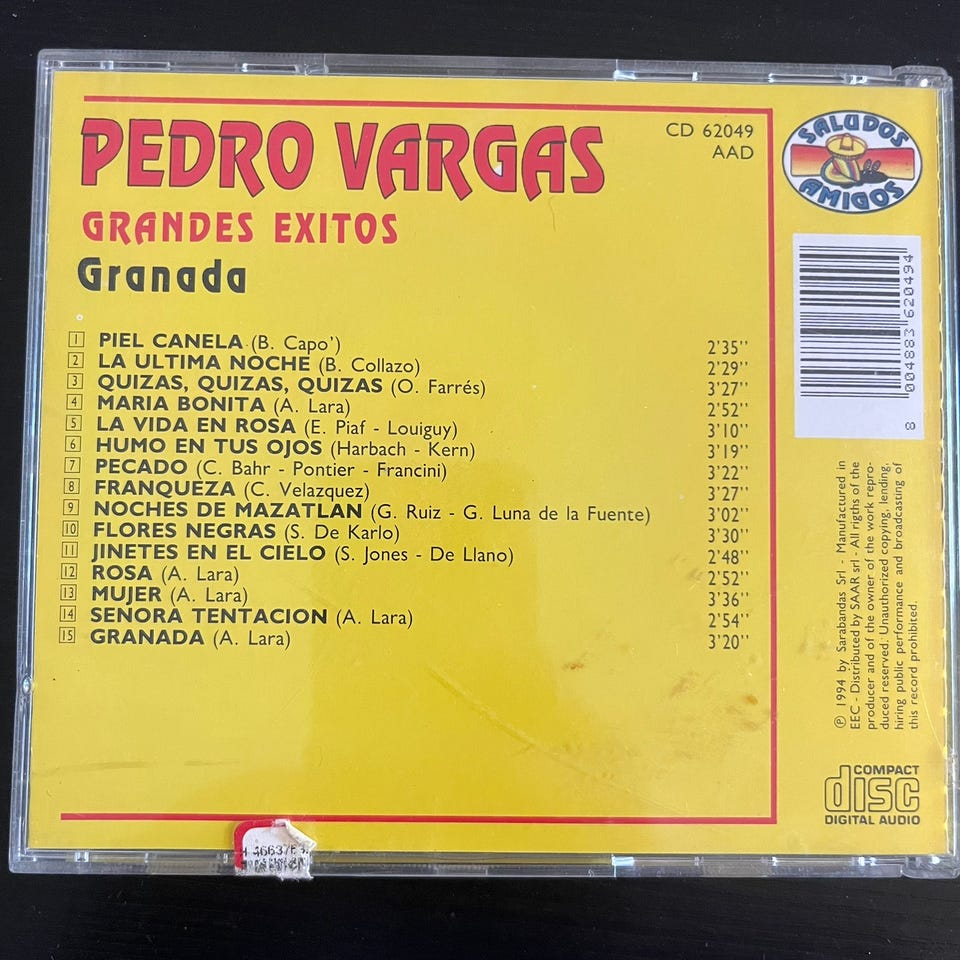 PEDRO VARGAS
GRANDES EXITOS
Granada
CD 62049
AAD
SALUDOS
AMIGOS
1 PIEL CANELA (B. Capo') 2'35''
2 LA ULTIMA NOCHE (B. Collazo) 2'29''
3 QUIZAS, QUIZAS, QUIZAS (O. Farrés) 3'27''
4 MARIA BONITA (A. Lara) 2'52''
5 LA VIDA EN ROSA (E. Piaf - Louiguy) 3'10''
6 HUMO EN TUS OJOS (Harbach - Kern) 3'19''
7 PECADO (C. Bahr - Pontier - Francini) 3'22''
8 FRANQUEZA (C. Velazquez) 3'27''
9 NOCHES DE MAZATLAN (G. Ruiz - G. Luna de la Fuente) 3'02''
10 FLORES NEGRAS (S. De Karlo) 3'30''
11 JINETES EN EL CIELO (S. Jones - De Llano) 2'48''
12 ROSA (A. Lara) 2'52''
13 MUJER (A. Lara) 3'36''
14 SENORA TENTACION (A. Lara) 2'54''
15 GRANADA (A. Lara) 3'20''
8 004883 620494
℗ 1994 by Sarabandas Srl - Manufactured in
EEC - Distributed by SAAR srl - All rigths of the
producer and of the owner of the work repro-
duced reserved. Unauthorized copying, lending,
hiring public performance and broadcasting of
this record prohibited.
COMPACT
disc
DIGITAL AUDIO